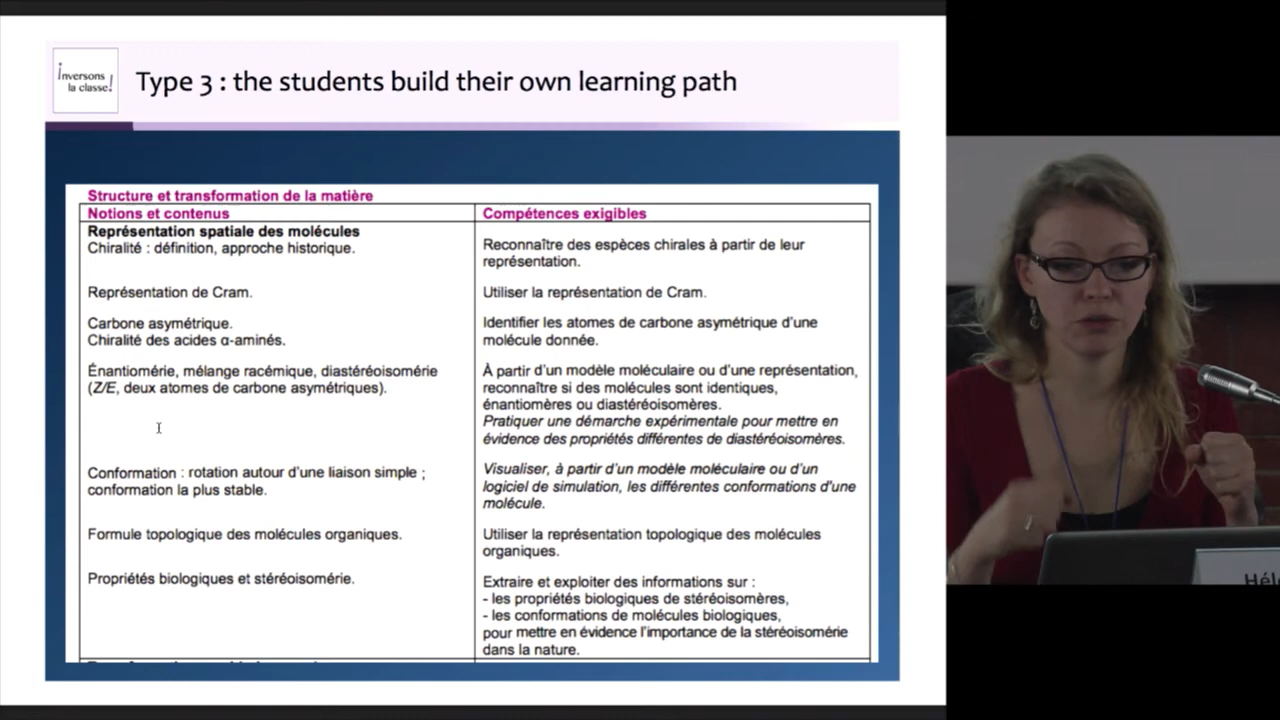 inversons
la classe!
Type 3 : the students build their own learning path
Structure et transformation de la matière
Notions et contenus
Compétences exigibles
Représentation spatiale des molécules
Chiralité : définition, approche historique.
Reconnaître des espèces chirales à partir de leur
représentation.
Représentation de Cram.
Utiliser la représentation de Cram.
Carbone asymétrique.
Chiralité des acides α-aminés.
Identifier les atomes de carbone asymétrique d'une
molécule donnée.
Énantiomérie, mélange racémique, diastéréoisomérie
(Z/E, deux atomes de carbone asymétriques).
À partir d'un modèle moléculaire ou d'une représentation,
reconnaître si des molécules sont identiques,
énantiomères ou diastéréoisomères.
Pratiquer une démarche expérimentale pour mettre en
évidence des propriétés différentes de diastéréoisomères.
Conformation : rotation autour d'une liaison simple ;
conformation la plus stable.
Visualiser, à partir d'un modèle moléculaire ou d'un
logiciel de simulation, les différentes conformations d'une
molécule.
Formule topologique des molécules organiques.
Utiliser la représentation topologique des molécules
organiques.
Propriétés biologiques et stéréoisomérie.
Extraire et exploiter des informations sur :
- les propriétés biologiques de stéréoisomères,
- les conformations de molécules biologiques,
pour mettre en évidence l'importance de la stéréoisomérie
dans la nature.